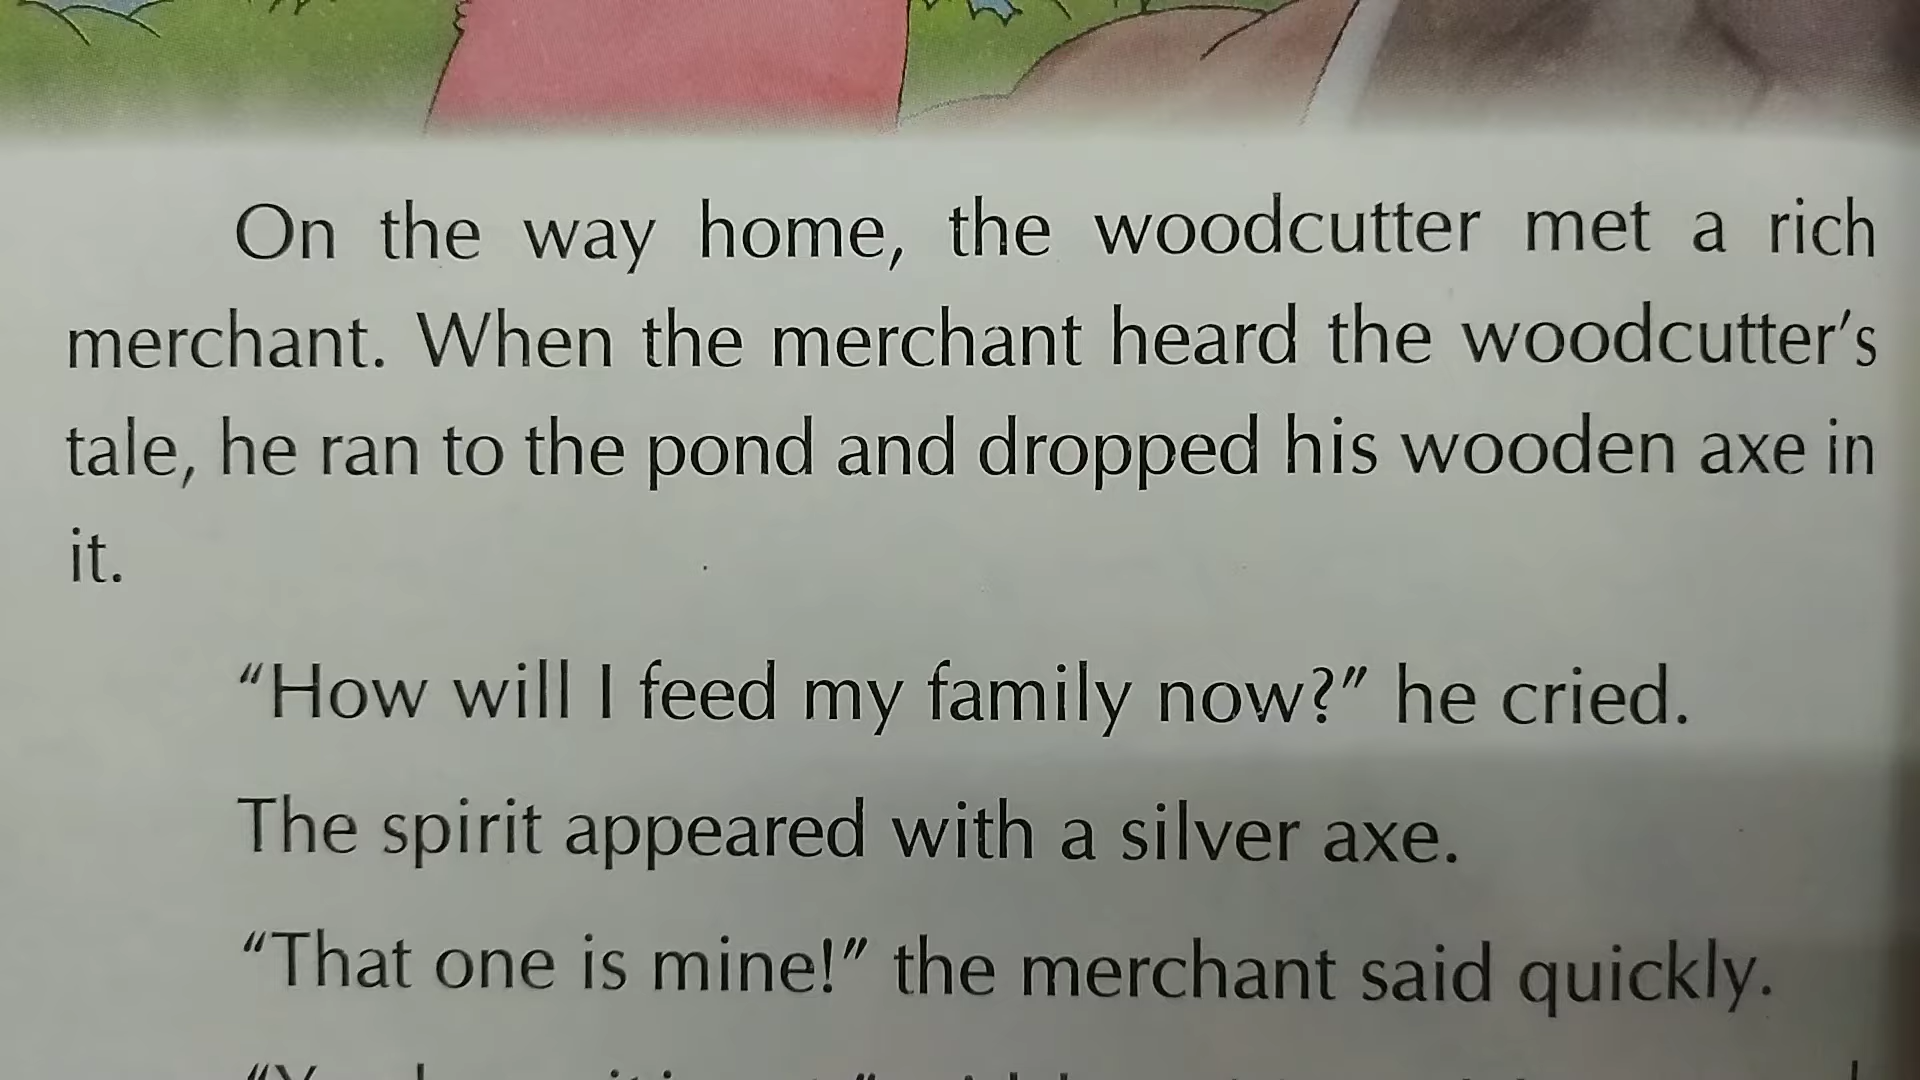 On the way home, the woodcutter met a rich
merchant. When the merchant heard the woodcutter’s
tale, he ran to the pond and dropped his wooden axe in
it.
“How will I feed my family now?” he cried.
The spirit appeared with a silver axe.
“That one is mine!” the merchant said quickly.